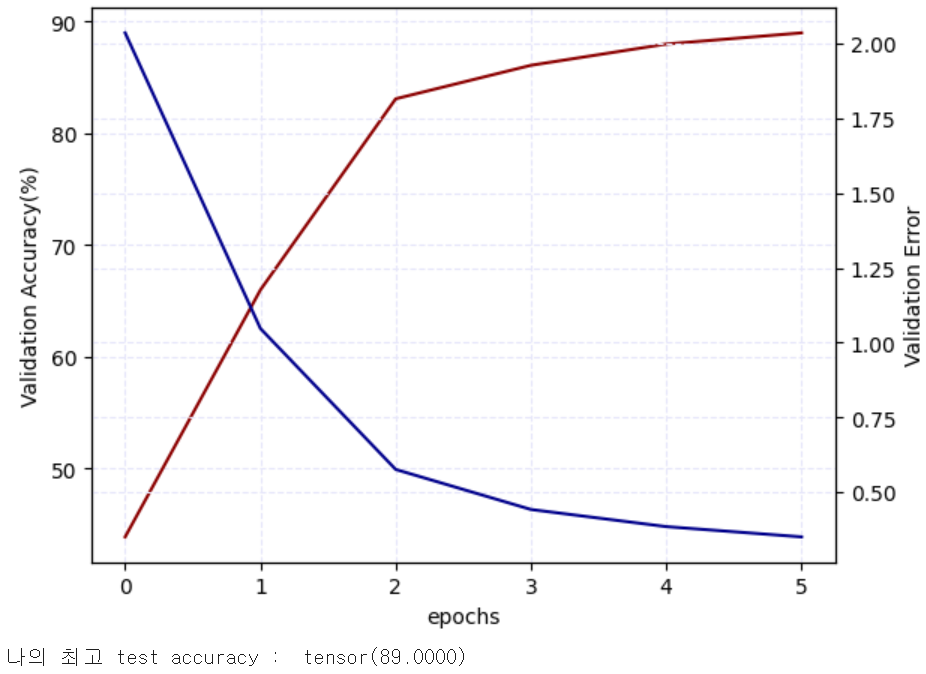 90
80
70
60
50
Validation Accuracy(%)
2.00
1.75
1.50
1.25
1.00
0.75
0.50
Validation Error
0 1 2 3 4 5
epochs
나의 최고 test accuracy :  tensor(89.0000)